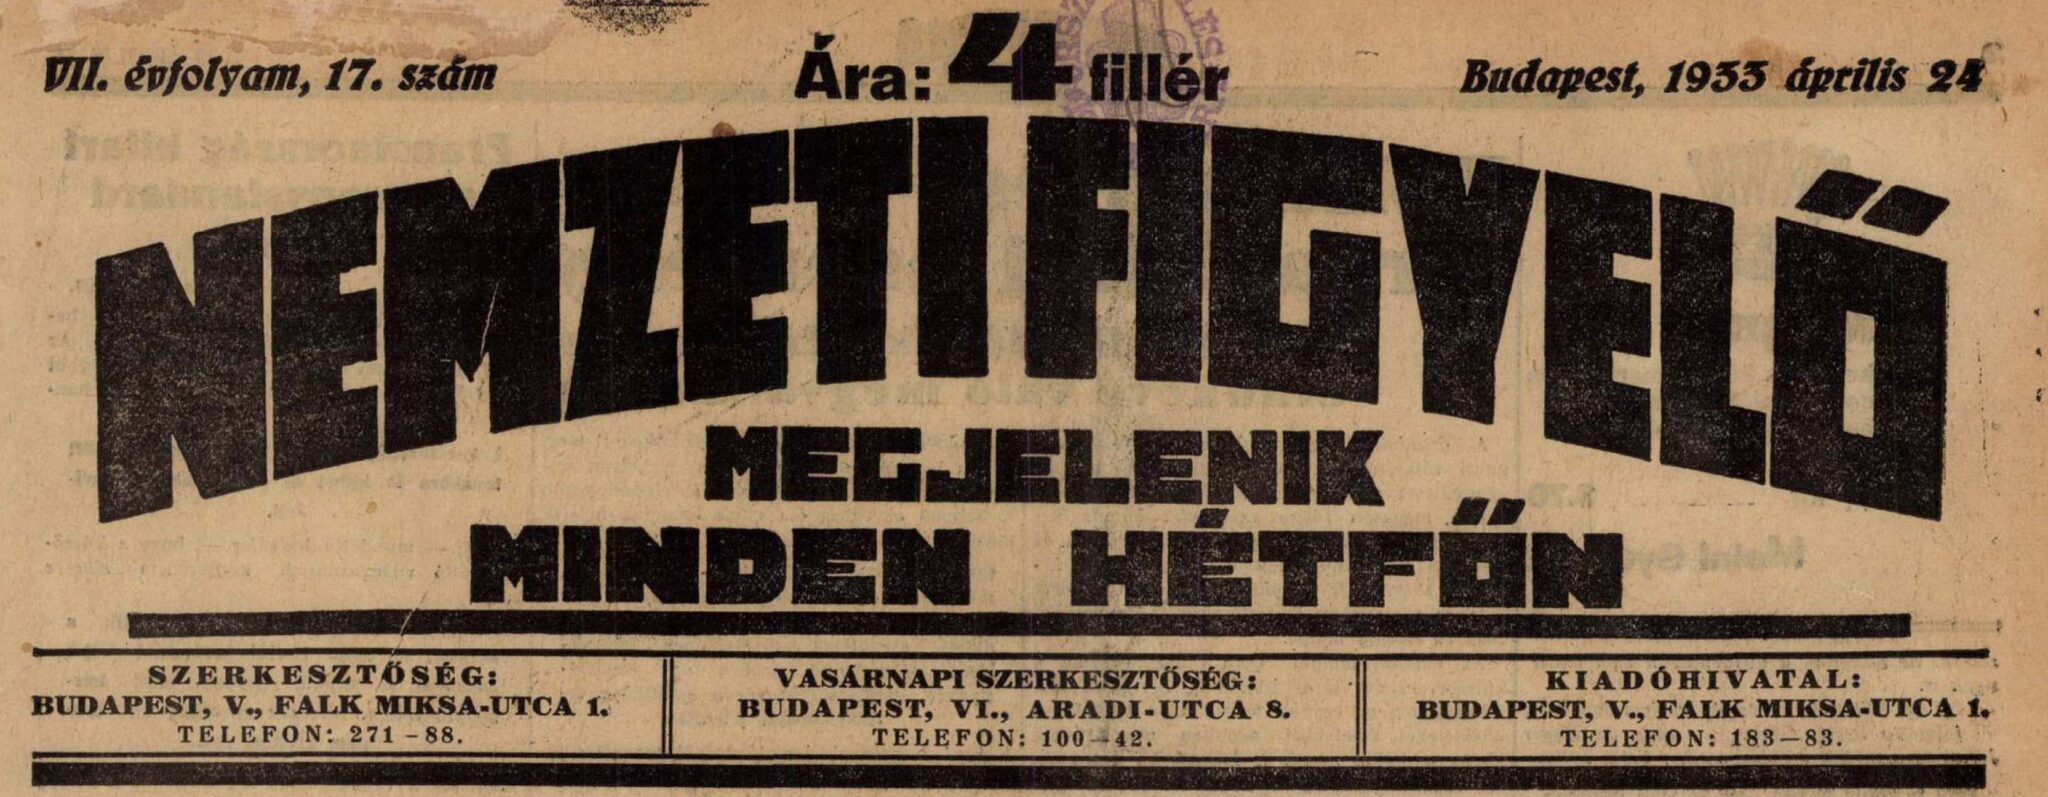 VII. évfolyam, 17. szám
Ára: 4 fillér
Budapest, 1933 április 24
NEMZETI FIGYELŐ
MEGJELENIK
MINDEN HÉTFŐN
SZERKESZTŐSÉG:
BUDAPEST, V., FALK MIKSA-UTCA 1.
TELEFON: 271-88.
VASÁRNAPI SZERKESZTŐSÉG:
BUDAPEST, VI., ARADI-UTCA 8.
TELEFON: 100—42.
KIADÓHIVATAL:
BUDAPEST, V., FALK MIKSA-UTCA 1.
TELEFON: 183—83.